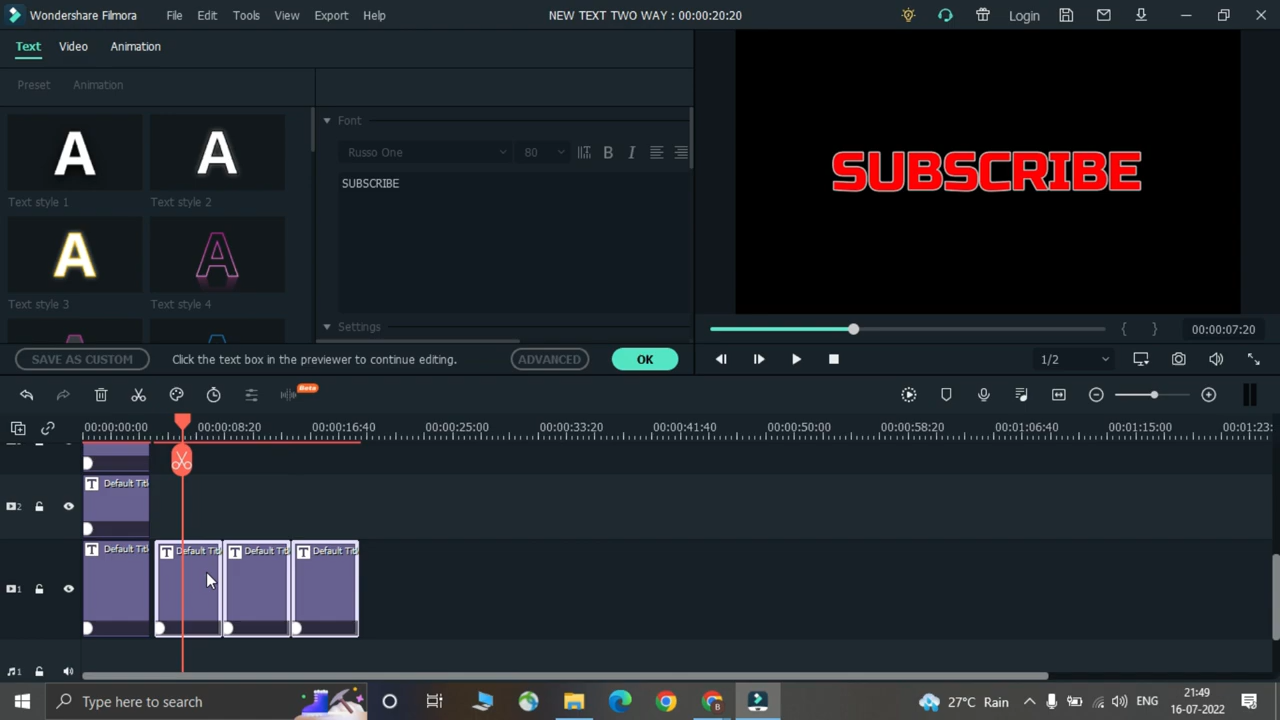 Wondershare Filmora File Edit Tools View Export Help NEW TEXT TWO WAY : 00:00:20:20 Login
Text Video Animation
Preset Animation
A A
Text style 1 Text style 2
A A
Text style 3 Text style 4
Font
Russo One 80 B I
SUBSCRIBE
Settings
SUBSCRIBE
00:00:07:20
SAVE AS CUSTOM Click the text box in the previewer to continue editing. ADVANCED OK
1/2
Beta
00:00:00:00 00:00:08:20 00:00:16:40 00:00:25:00 00:00:33:20 00:00:41:40 00:00:50:00 00:00:58:20 00:01:06:40 00:01:15:00 00:01:23:
2 T Default Titl
1 T Default Titl T Default Titl T Default Titl T Default Titl
1
Type here to search 27°C Rain ENG 21:49
16-07-2022